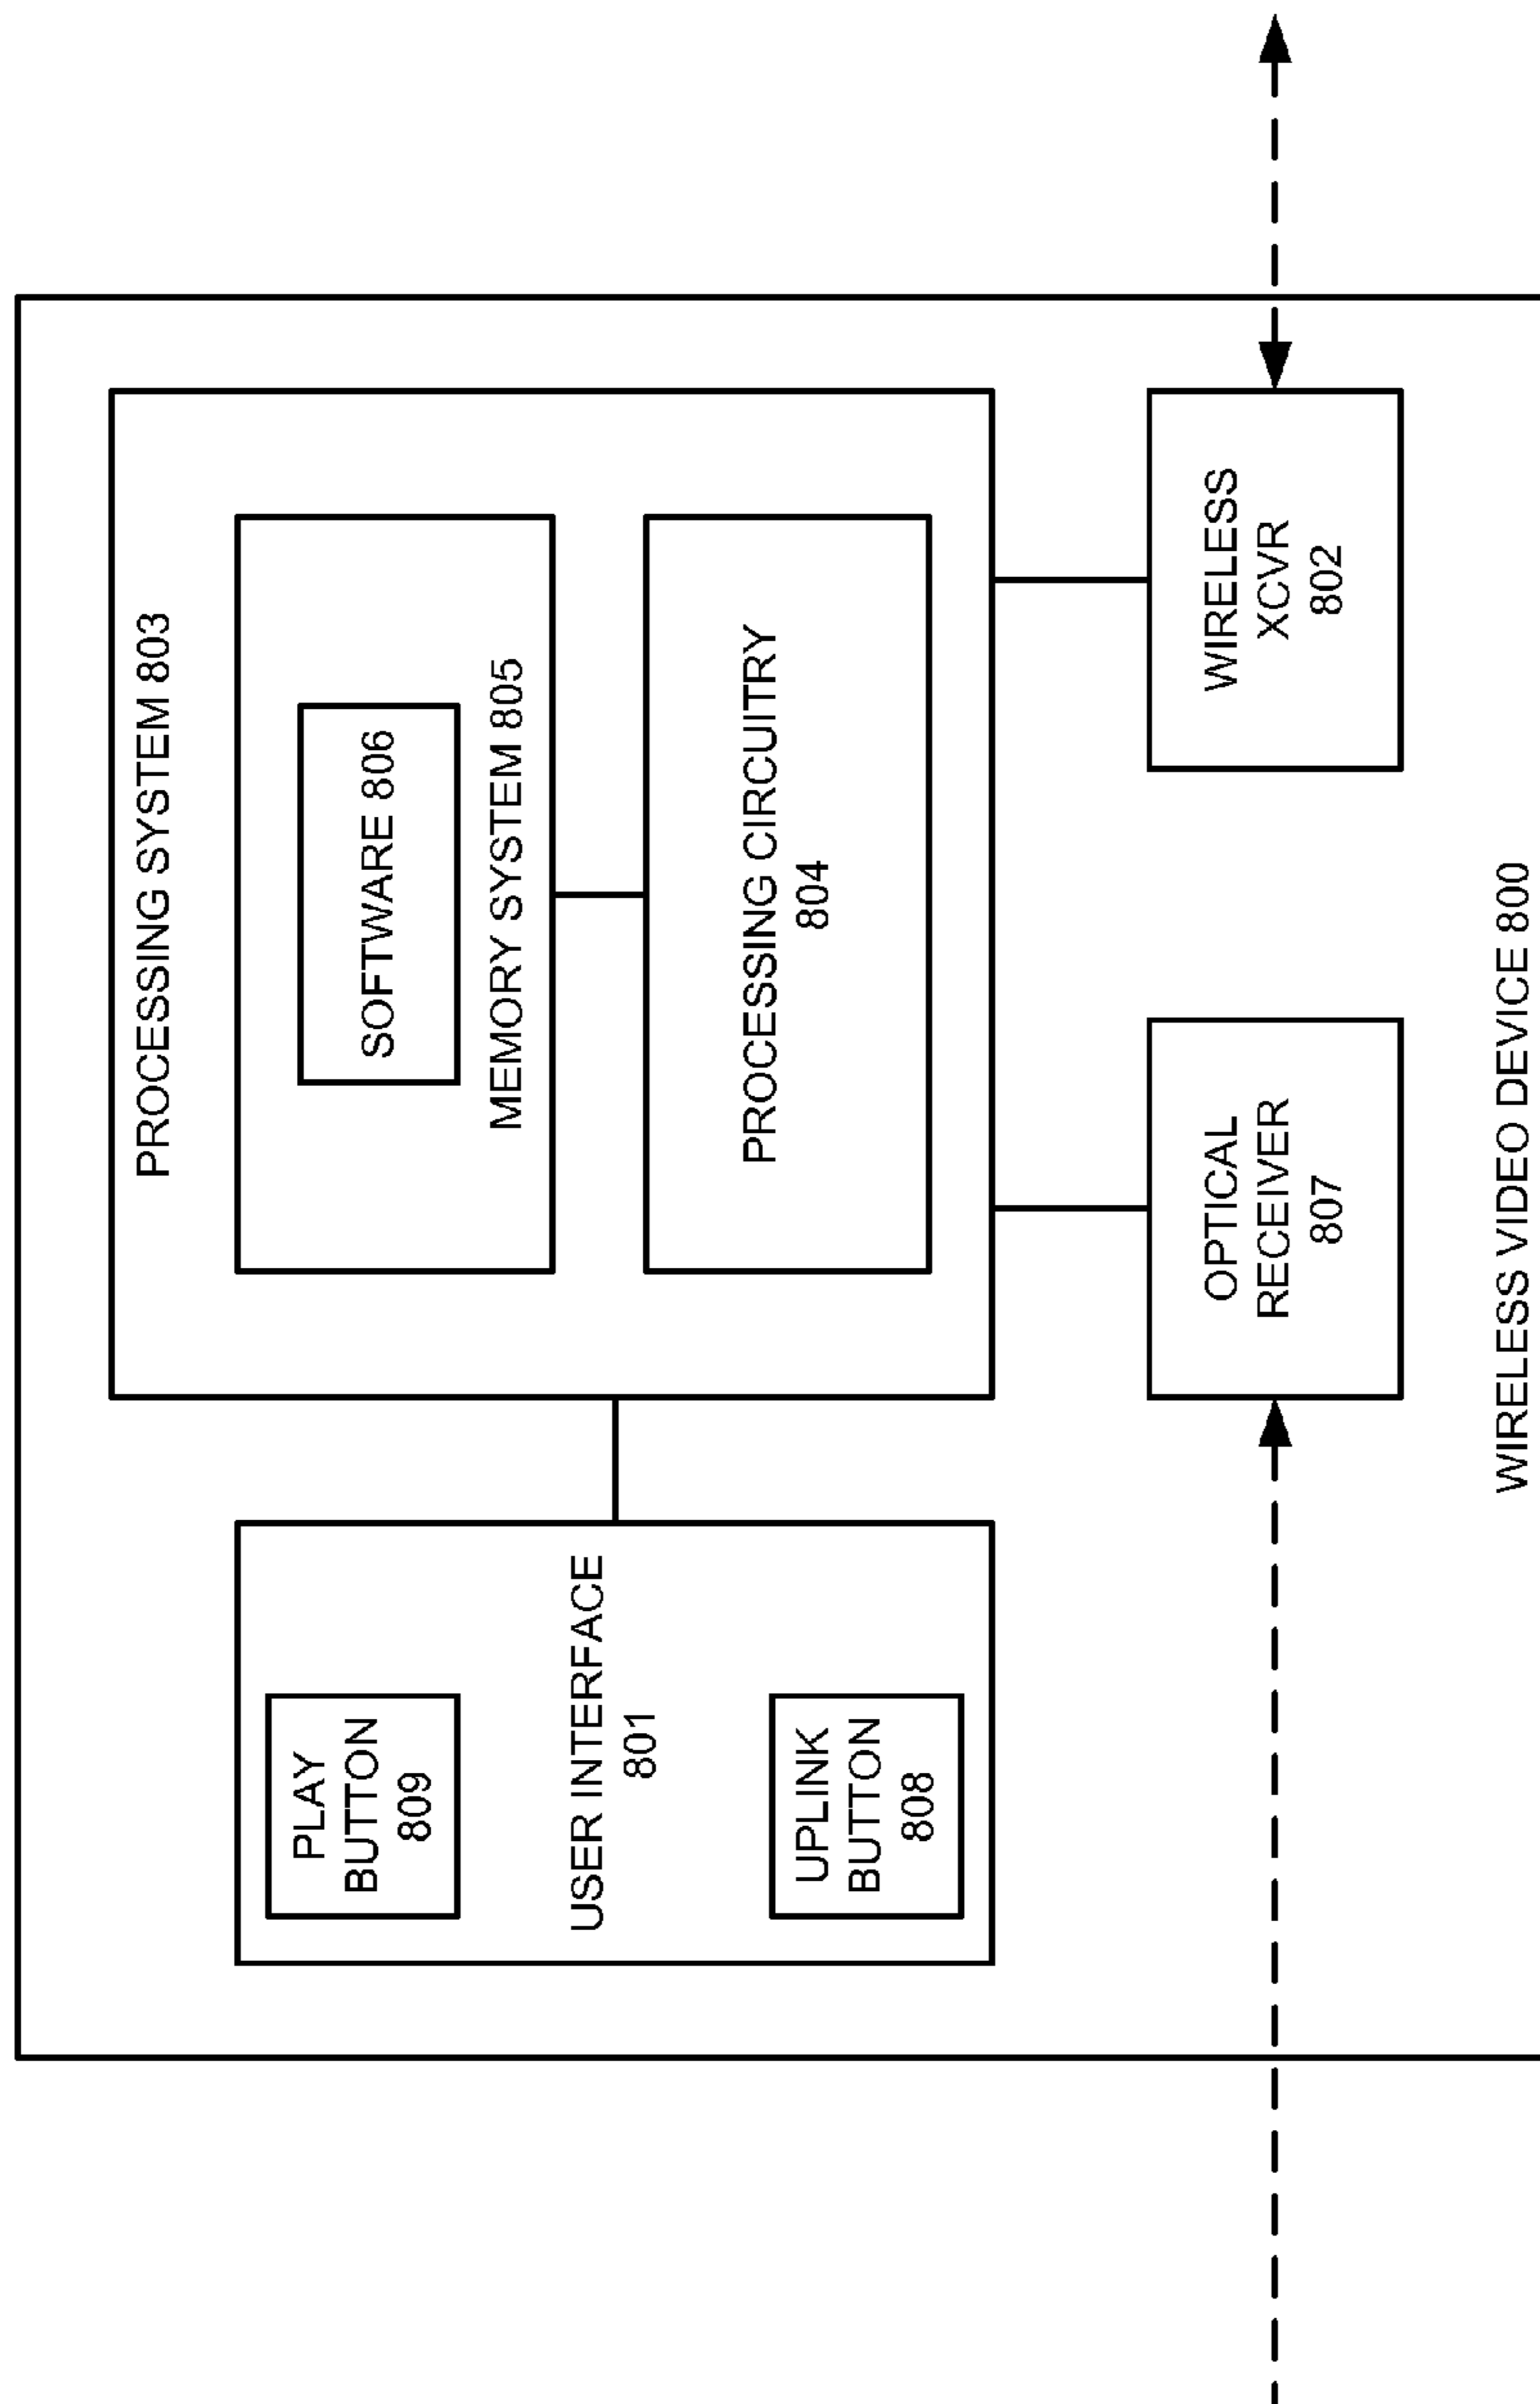 PROCESSING SYSTEM 803
SOFTWARE 806
MEMORY SYSTEM 805
PROCESSING CIRCUITRY
804
PLAY
BUTTON
809
USER INTERFACE
801
UPLINK
BUTTON
808
OPTICAL
RECEIVER
807
WIRELESS
XCVR
802
WIRELESS VIDEO DEVICE 800